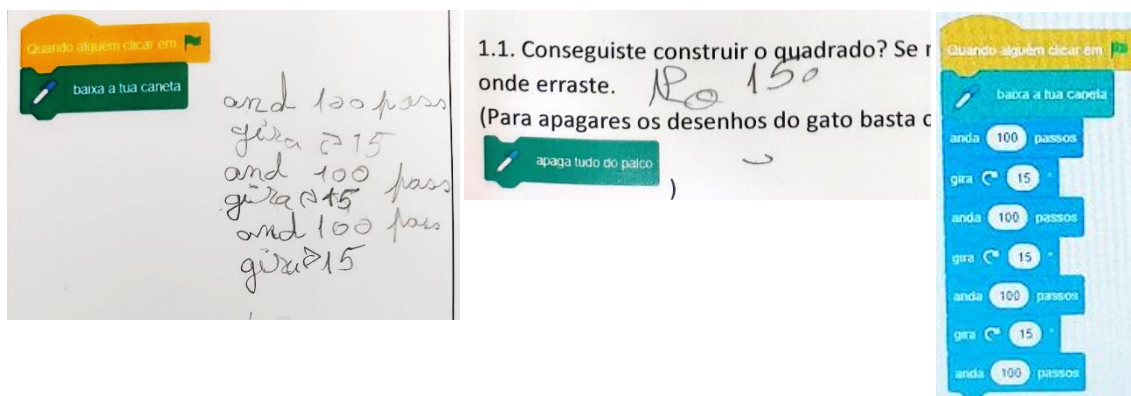 Quando alguém clicar em
baixa a tua caneta
and 100 pass
gira 15
and 100 pass
gira 15
and 100 pass
gira 15
1.1. Conseguiste construir o quadrado? Se
onde erraste.
No 15º
(Para apagares os desenhos do gato basta
apaga tudo do palco
)
Quando alguém clicar em
baixa a tua caneta
anda 100 passos
gira 15 °
anda 100 passos
gira 15 °
anda 100 passos
gira 15 °
anda 100 passos